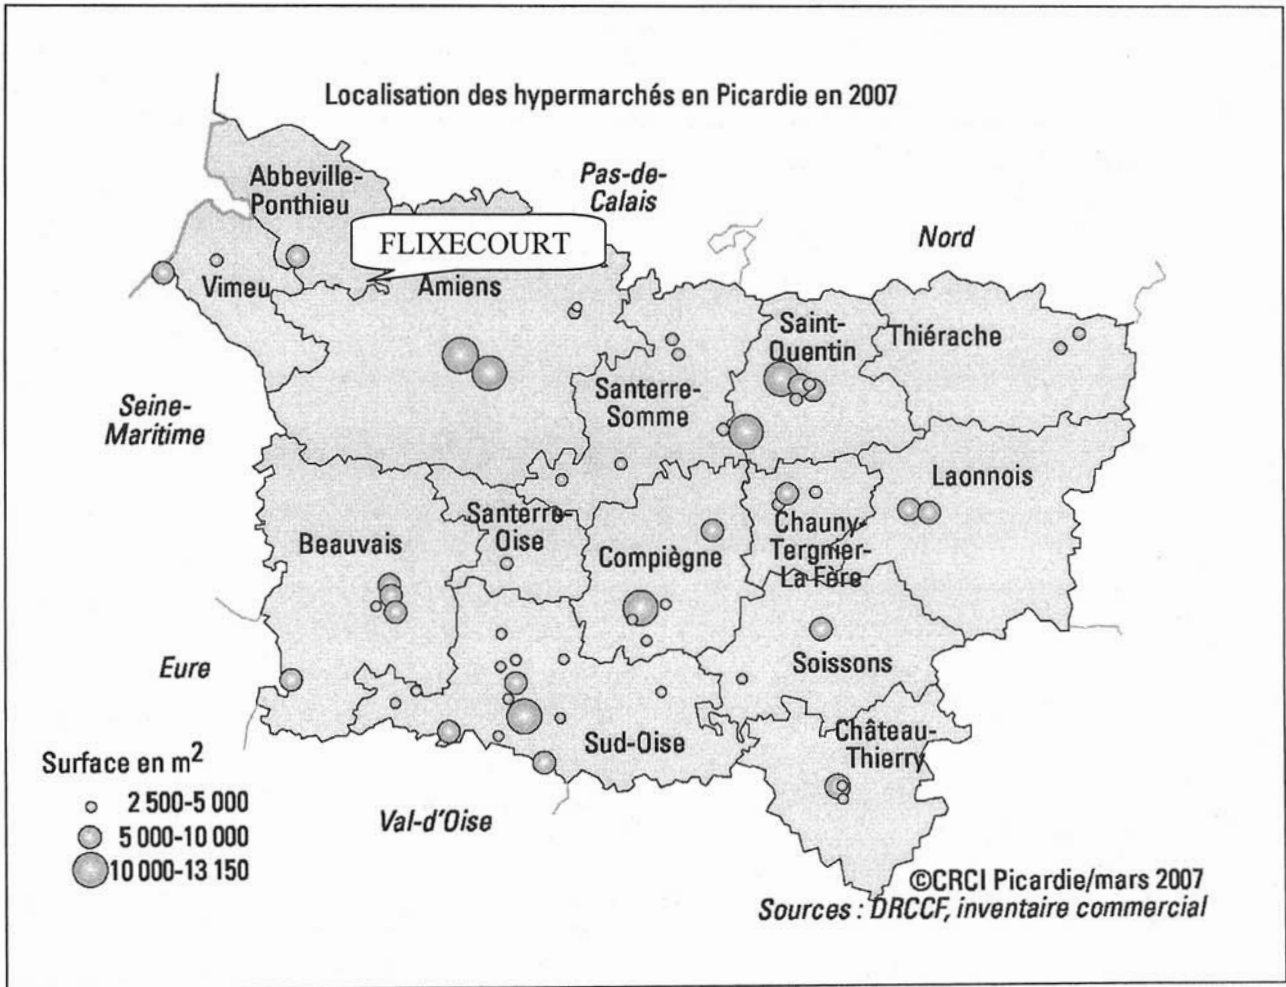 Localisation des hypermarchés en Picardie en 2007
Abbeville-
Ponthieu
Pas-de-
Calais
FLIXECOURT
Nord
Vimeu
Amiens
Saint-
Quentin
Thiérache
Santerre-
Somme
Seine-
Maritime
Laonnois
Beauvais
Santerre-
Oise
Compiègne
Chauny-
Tergnier-
La Fère
Eure
Soissons
Château-
Thierry
Sud-Oise
Surface en m²
2 500-5 000
5 000-10 000
10 000-13 150
Val-d'Oise
©CRCI Picardie/mars 2007
Sources : DRCCF, inventaire commercial